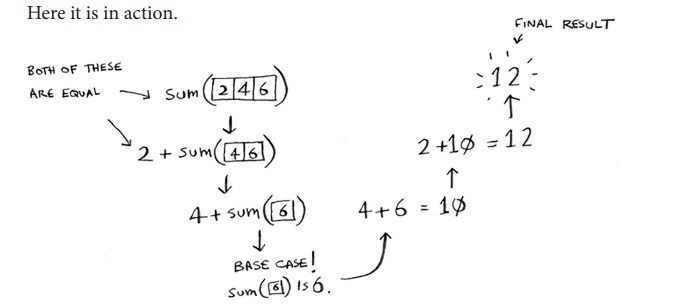 Here it is in action.
FINAL RESULT
BOTH OF THESE
ARE EQUAL
sum([2|4|6])
12
2 + sum([4|6])
2 + 10 = 12
4 + sum([6])
4 + 6 = 10
BASE CASE!
sum([6]) IS 6.